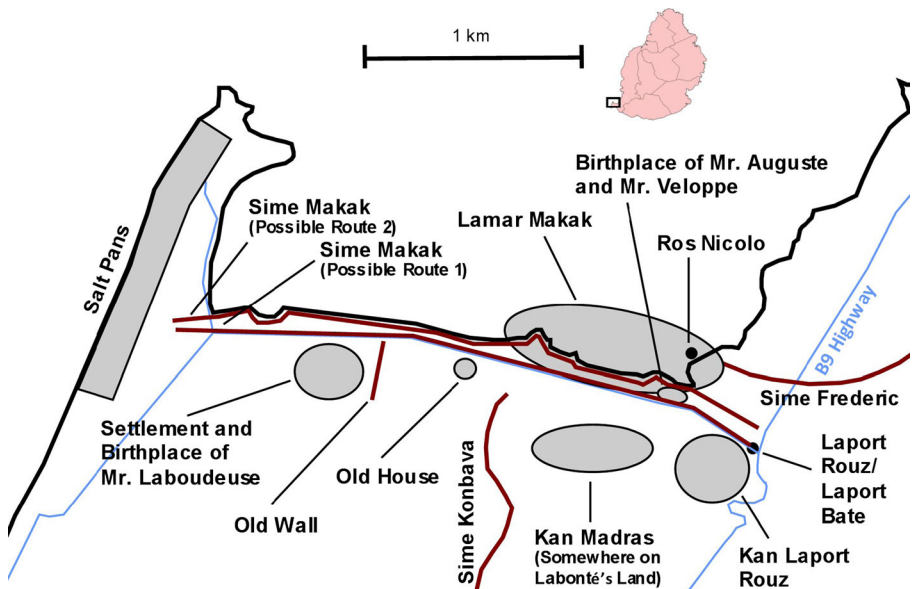 1 km
Birthplace of Mr. Auguste
and Mr. Veloppe
Sime Makak
(Possible Route 2)
Lamar Makak
Ros Nicolo
Sime Makak
(Possible Route 1)
Salt Pans
B9 Highway
Sime Frederic
Settlement and
Birthplace of
Mr. Laboudeuse
Old House
Old Wall
Sime Konbava
Kan Madras
(Somewhere on
Labonté's Land)
Laport
Rouz/
Laport
Bate
Kan Laport
Rouz